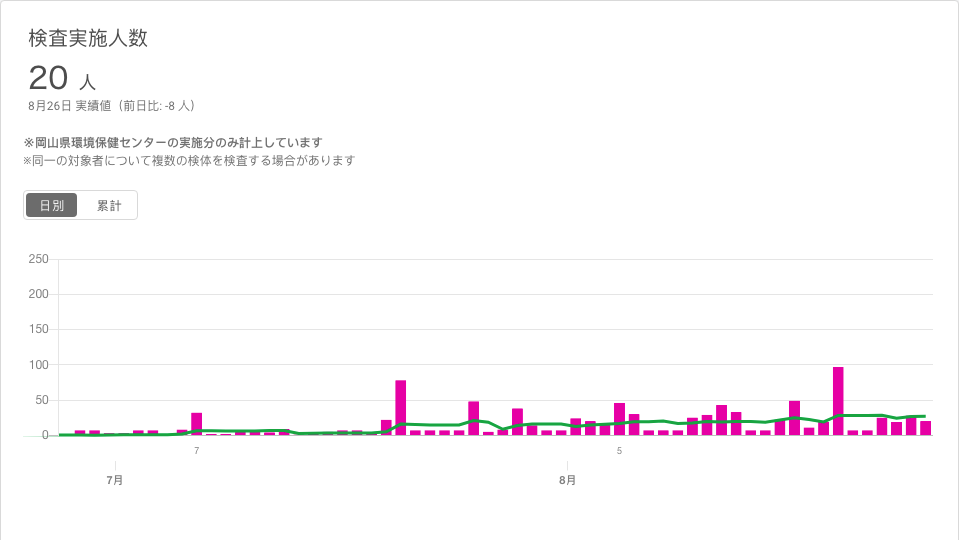 検査実施人数
20 人
8月26日 実績値（前日比: -8 人）
※岡山県環境保健センターの実施分のみ計上しています
※同一の対象者について複数の検体を検査する場合があります
日別 累計
250
200
150
100
50
0
7 5
7月 8月